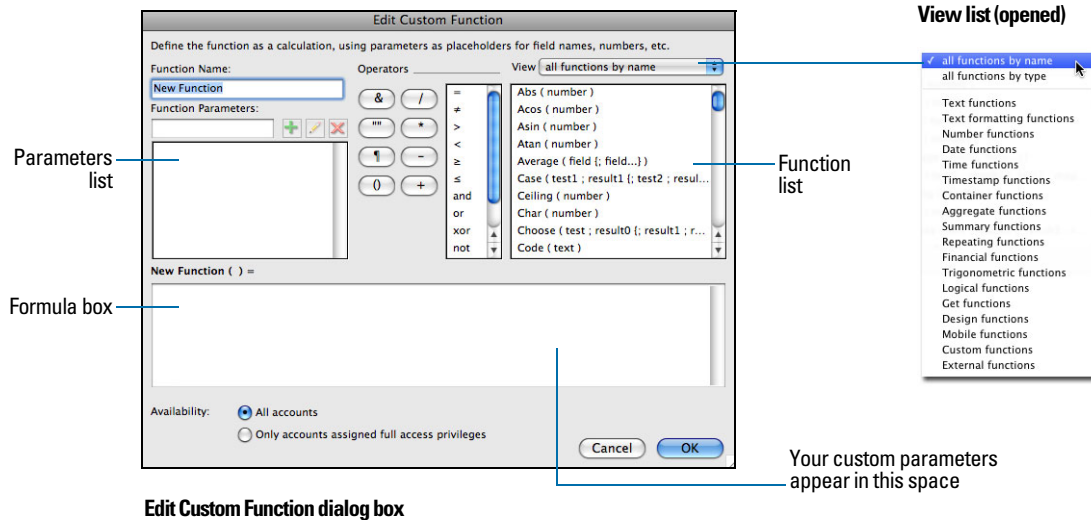 View list (opened)
Edit Custom Function
Define the function as a calculation, using parameters as placeholders for field names, numbers, etc.
Function Name:
New Function
Function Parameters:
Operators
& /
"" *
¶ -
() +
=
≠
>
<
≥
≤
and
or
xor
not
View all functions by name
Abs ( number )
Acos ( number )
Asin ( number )
Atan ( number )
Average ( field {; field...} )
Case ( test1 ; result1 {; test2 ; resul...
Ceiling ( number )
Char ( number )
Choose ( test ; result0 {; result1 ; r...
Code ( text )
New Function ( ) =
Availability:
All accounts
Only accounts assigned full access privileges
Cancel
OK
Parameters
list
Formula box
Function
list
Your custom parameters
appear in this space
✓ all functions by name
all functions by type
Text functions
Text formatting functions
Number functions
Date functions
Time functions
Timestamp functions
Container functions
Aggregate functions
Summary functions
Repeating functions
Financial functions
Trigonometric functions
Logical functions
Get functions
Design functions
Mobile functions
Custom functions
External functions
Edit Custom Function dialog box